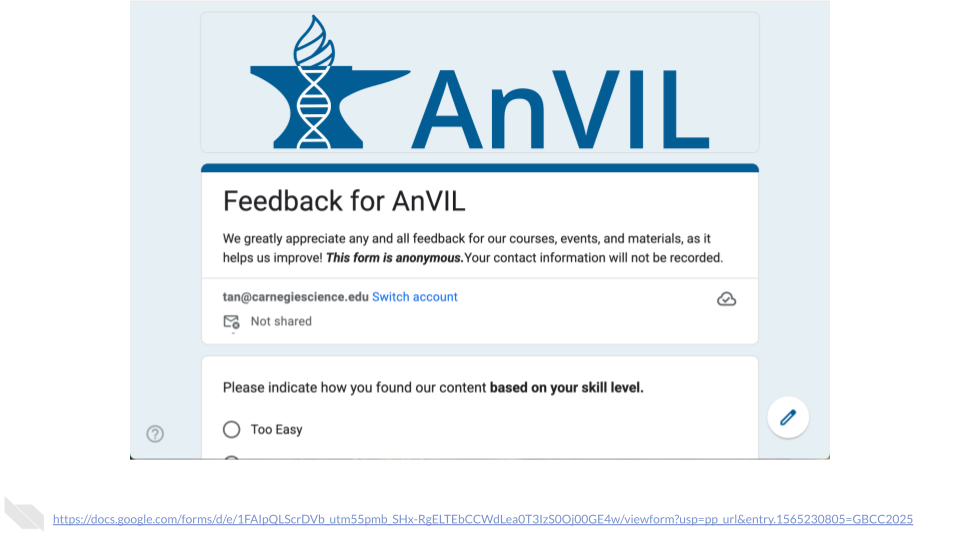 AnVIL
Feedback for AnVIL
We greatly appreciate any and all feedback for our courses, events, and materials, as it
helps us improve! This form is anonymous.Your contact information will not be recorded.
tan@carnegiescience.edu Switch account
Not shared
Please indicate how you found our content based on your skill level.
Too Easy
https://docs.google.com/forms/d/e/1FAIpQLScrDVb_utm55pmb_SHx-RgELTEbCCWdLea0T3IzS0Oj00GE4w/viewform?usp=pp_url&entry.1565230805=GBCC2025